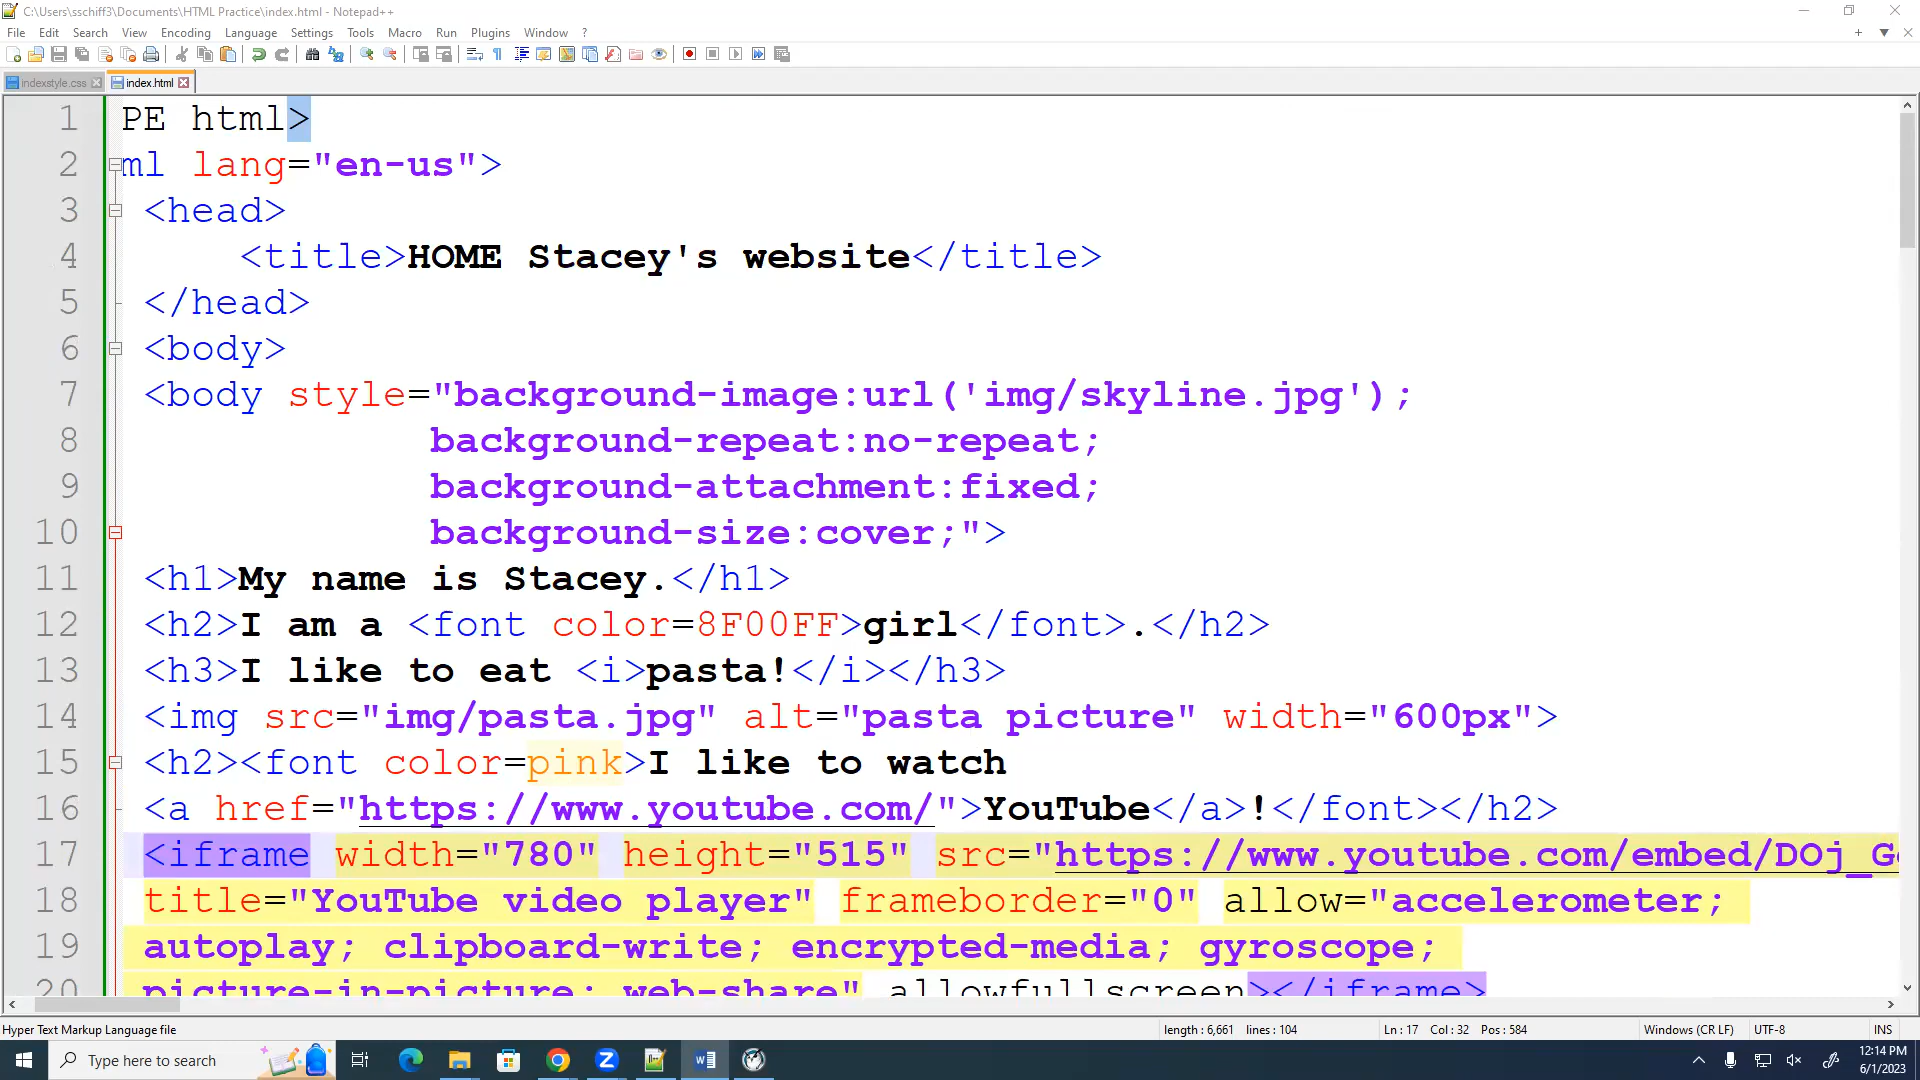 C:\Users\sschiff3\Documents\HTML Practice\index.html - Notepad++
File Edit Search View Encoding Language Settings Tools Macro Run Plugins Window ?
indexstyle.css index.html
1 PE html>
2 ml lang="en-us">
3 <head>
4 <title>HOME Stacey's website</title>
5 </head>
6 <body>
7 <body style="background-image:url('img/skyline.jpg');
8 background-repeat:no-repeat;
9 background-attachment:fixed;
10 background-size:cover;">
11 <h1>My name is Stacey.</h1>
12 <h2>I am a <font color=8F00FF>girl</font>.</h2>
13 <h3>I like to eat <i>pasta!</i></h3>
14 <img src="img/pasta.jpg" alt="pasta picture" width="600px">
15 <h2><font color=pink>I like to watch
16 <a href="https://www.youtube.com/">YouTube</a>!</font></h2>
17 <iframe width="780" height="515" src="https://www.youtube.com/embed/DOj_G
18 title="YouTube video player" frameborder="0" allow="accelerometer;
19 autoplay; clipboard-write; encrypted-media; gyroscope;
20 picture-in-picture; web-share" allowfullscreen></iframe>
Hyper Text Markup Language file length : 6,661 lines : 104 Ln : 17 Col : 32 Pos : 584 Windows (CR LF) UTF-8 INS
Type here to search
12:14 PM
6/1/2023